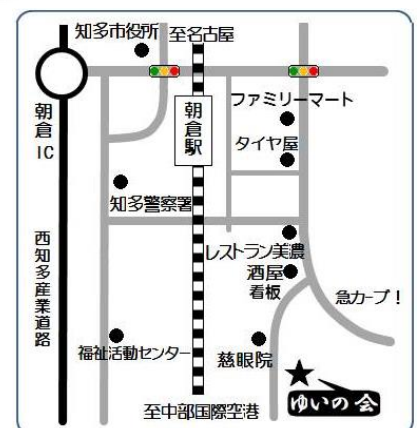 知多市役所
至名古屋
朝倉
IC
朝倉駅
ファミリーマート
タイヤ屋
知多警察署
西知多産業道路
レストラン美濃
酒屋
看板
急カーブ！
福祉活動センター
慈眼院
ゆいの会
至中部国際空港